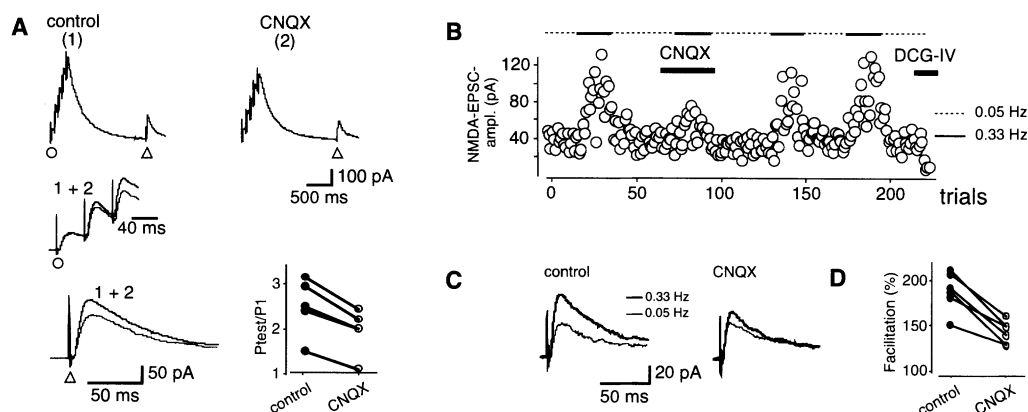 A
control
(1)
CNQX
(2)
100 pA
500 ms
1 + 2
40 ms
1 + 2
50 pA
50 ms
Ptest/P1
3
2
1
control
CNQX
B
CNQX
DCG-IV
NMDA-EPSC-
ampl. (pA)
120
80
40
0.05 Hz
0.33 Hz
0
50
100
150
200
trials
C
control
CNQX
0.33 Hz
0.05 Hz
20 pA
50 ms
D
Facilitation (%)
200
150
100
control
CNQX